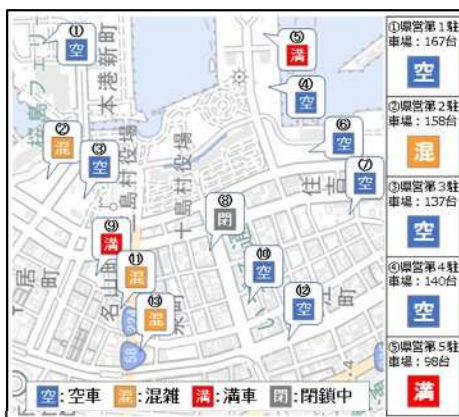 ①
空
本港新町
桜島フェリ
⑤
満
④
空
②
混
③
空
⑥
空
⑦
空
十島村役場
住吉
⑧
閉
⑨
満
名山町
⑪
混
⑩
空
⑫
空
⑬
混
224
58
空:空車 混:混雑 満:満車 閉:閉鎖中
①県営第1駐
車場:167台
空
②県営第2駐
車場:158台
混
③県営第3駐
車場:137台
空
④県営第4駐
車場:140台
空
⑤県営第5駐
車場:98台
満